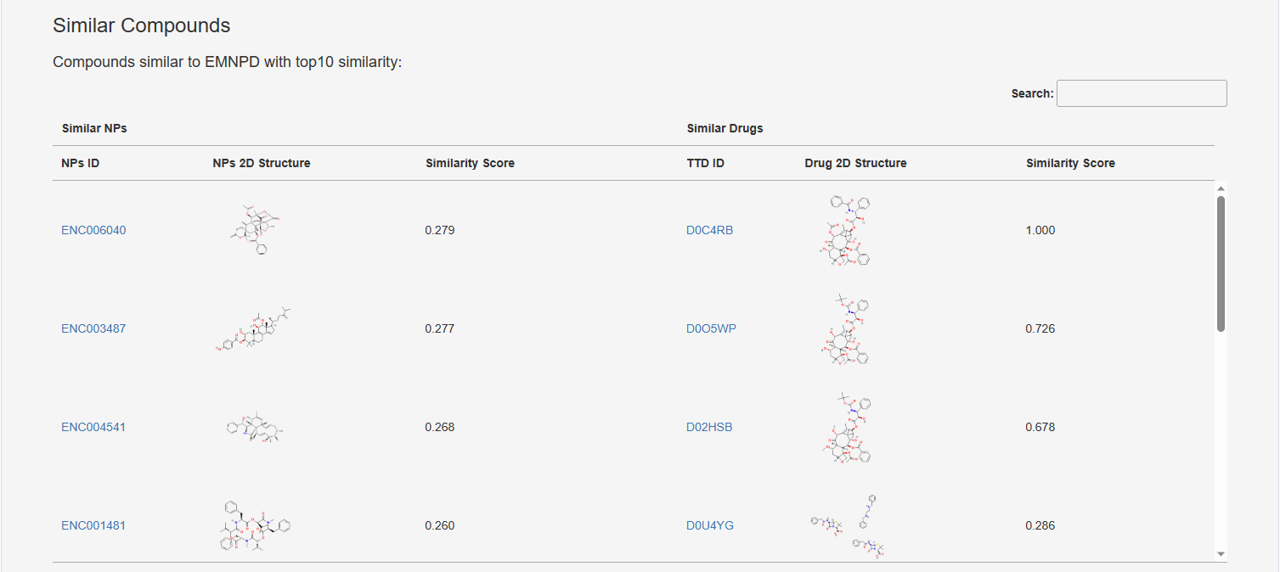 Similar Compounds
Compounds similar to EMNPD with top10 similarity:
Search:
Similar NPs Similar Drugs
NPs ID NPs 2D Structure Similarity Score TTD ID Drug 2D Structure Similarity Score
ENC006040 0.279 D0C4RB 1.000
ENC003487 0.277 D0O5WP 0.726
ENC004541 0.268 D02HSB 0.678
ENC001481 0.260 D0U4YG 0.286